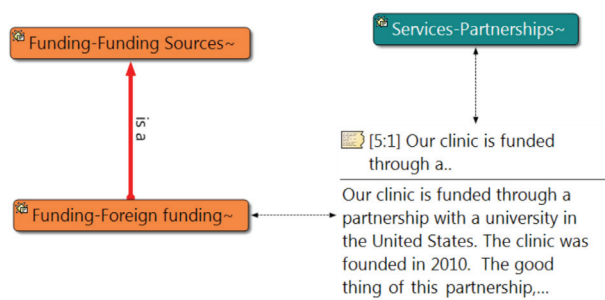 Funding-Funding Sources~
Services-Partnerships~
is a
[5:1] Our clinic is funded
through a..
Funding-Foreign funding~
Our clinic is funded through a
partnership with a university in
the United States. The clinic was
founded in 2010.  The good
thing of this partnership,...